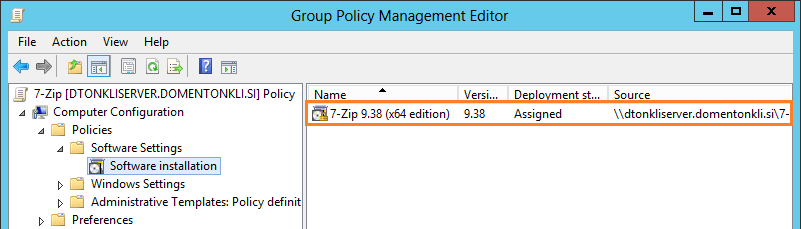 Group Policy Management Editor
File Action View Help
7-Zip [DTONKLISERVER.DOMENTONKLI.SI] Policy
Computer Configuration
Policies
Software Settings
Software installation
Windows Settings
Administrative Templates: Policy definit
Preferences
Name Versi... Deployment st... Source
7-Zip 9.38 (x64 edition) 9.38 Assigned \\dtonkliserver.domentonkli.si\7-